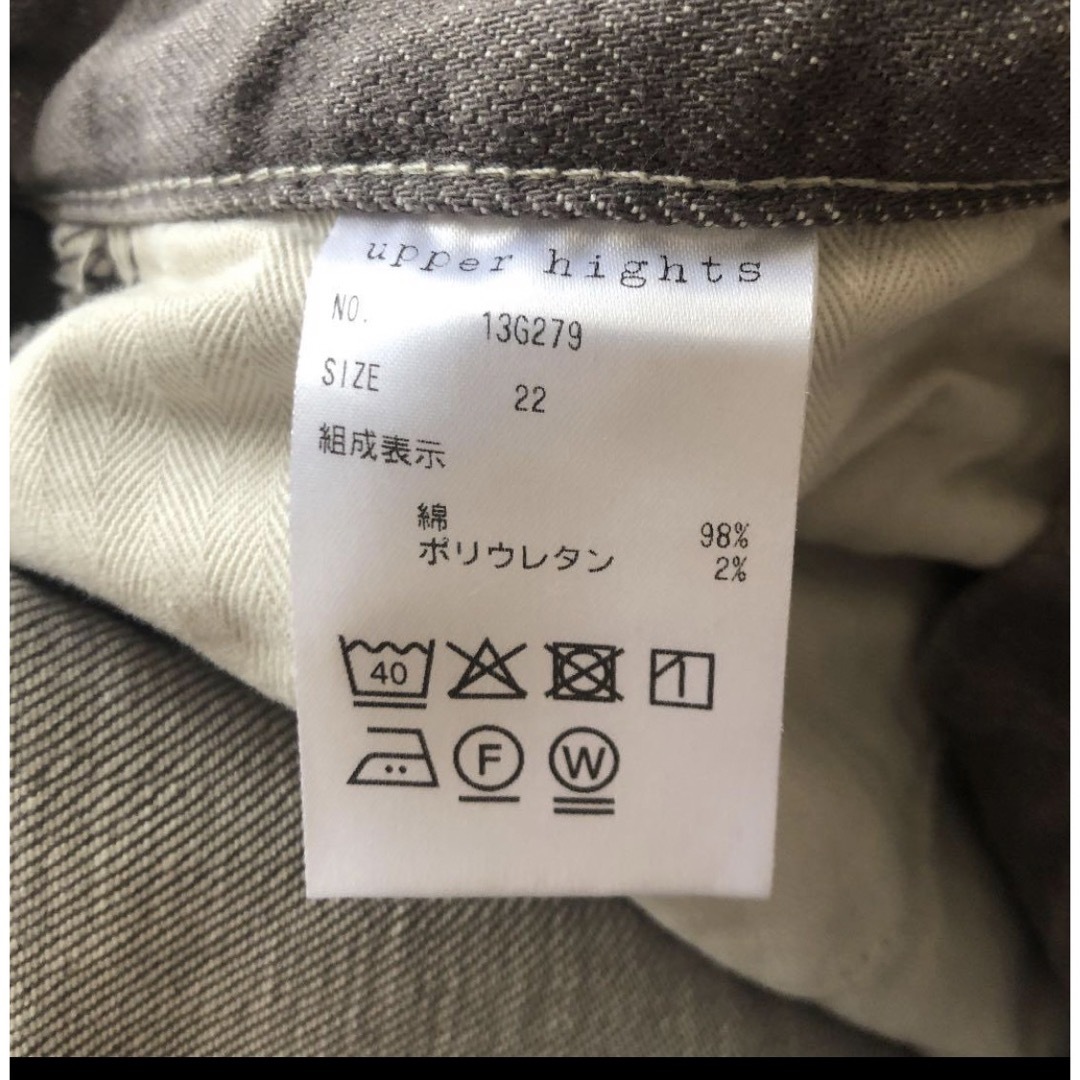 upper hights
NO. 13G279
SIZE 22
組成表示
綿 98%
ポリウレタン 2%
40
F W